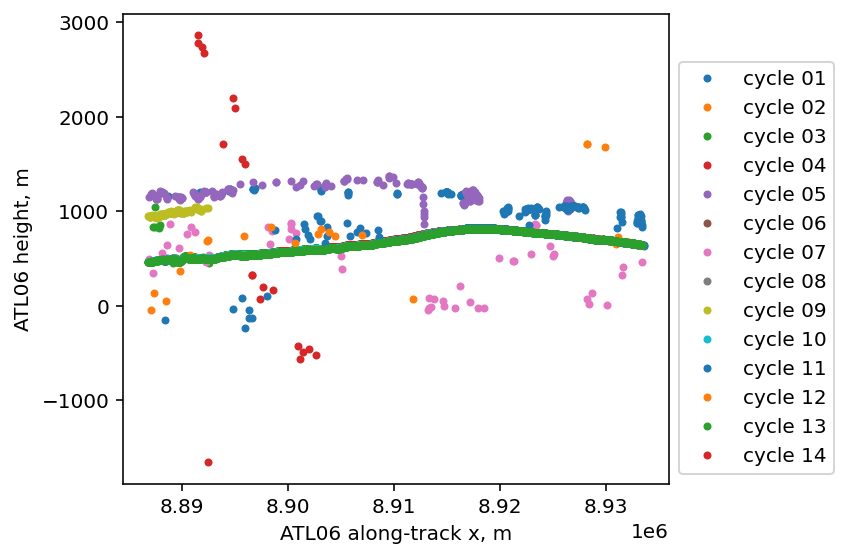 3000
2000
1000
0
−1000
ATL06 height, m
8.89
8.90
8.91
8.92
8.93
1e6
ATL06 along-track x, m
cycle 01
cycle 02
cycle 03
cycle 04
cycle 05
cycle 06
cycle 07
cycle 08
cycle 09
cycle 10
cycle 11
cycle 12
cycle 13
cycle 14